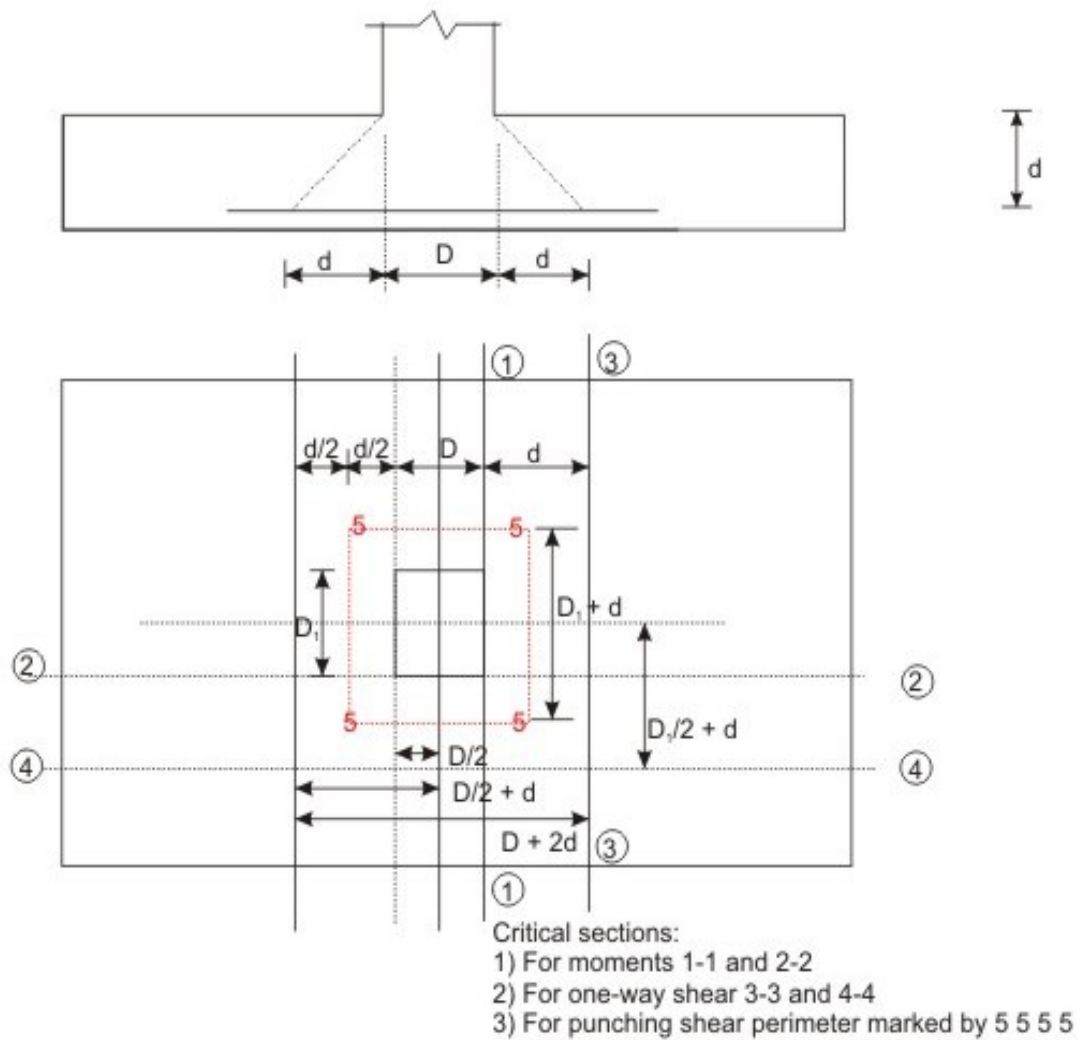 d
d D d
1 3
d/2 d/2 D d
5 5
D₁ D₁ + d
2 2
5 5
D₁/2 + d
D/2
4 4
D/2 + d
D + 2d 3
1
Critical sections:
1) For moments 1-1 and 2-2
2) For one-way shear 3-3 and 4-4
3) For punching shear perimeter marked by 5 5 5 5